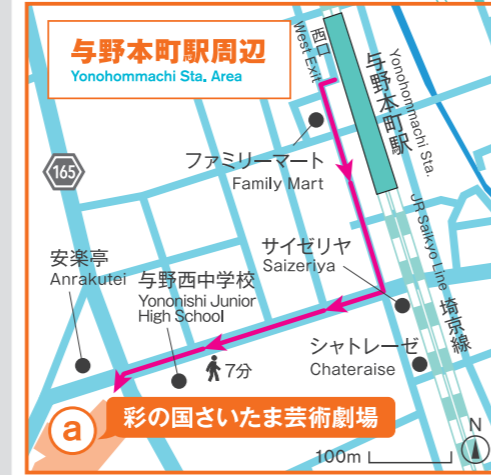 与野本町駅周辺
Yonohommachi Sta. Area
西口
West Exit
与野本町駅
Yonohommachi Sta.
165
ファミリーマート
Family Mart
JR Saikyo Line
埼京線
安楽亭
Anrakutei
与野西中学校
Yononishi Junior
High School
サイゼリヤ
Saizeriya
7分
シャトレーゼ
Chateraise
a
彩の国さいたま芸術劇場
100m
N